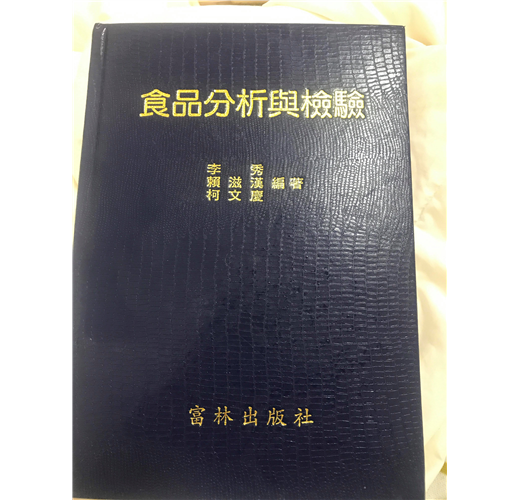 食品分析與檢驗
李秀
賴滋漢 編著
柯文慶
富林出版社